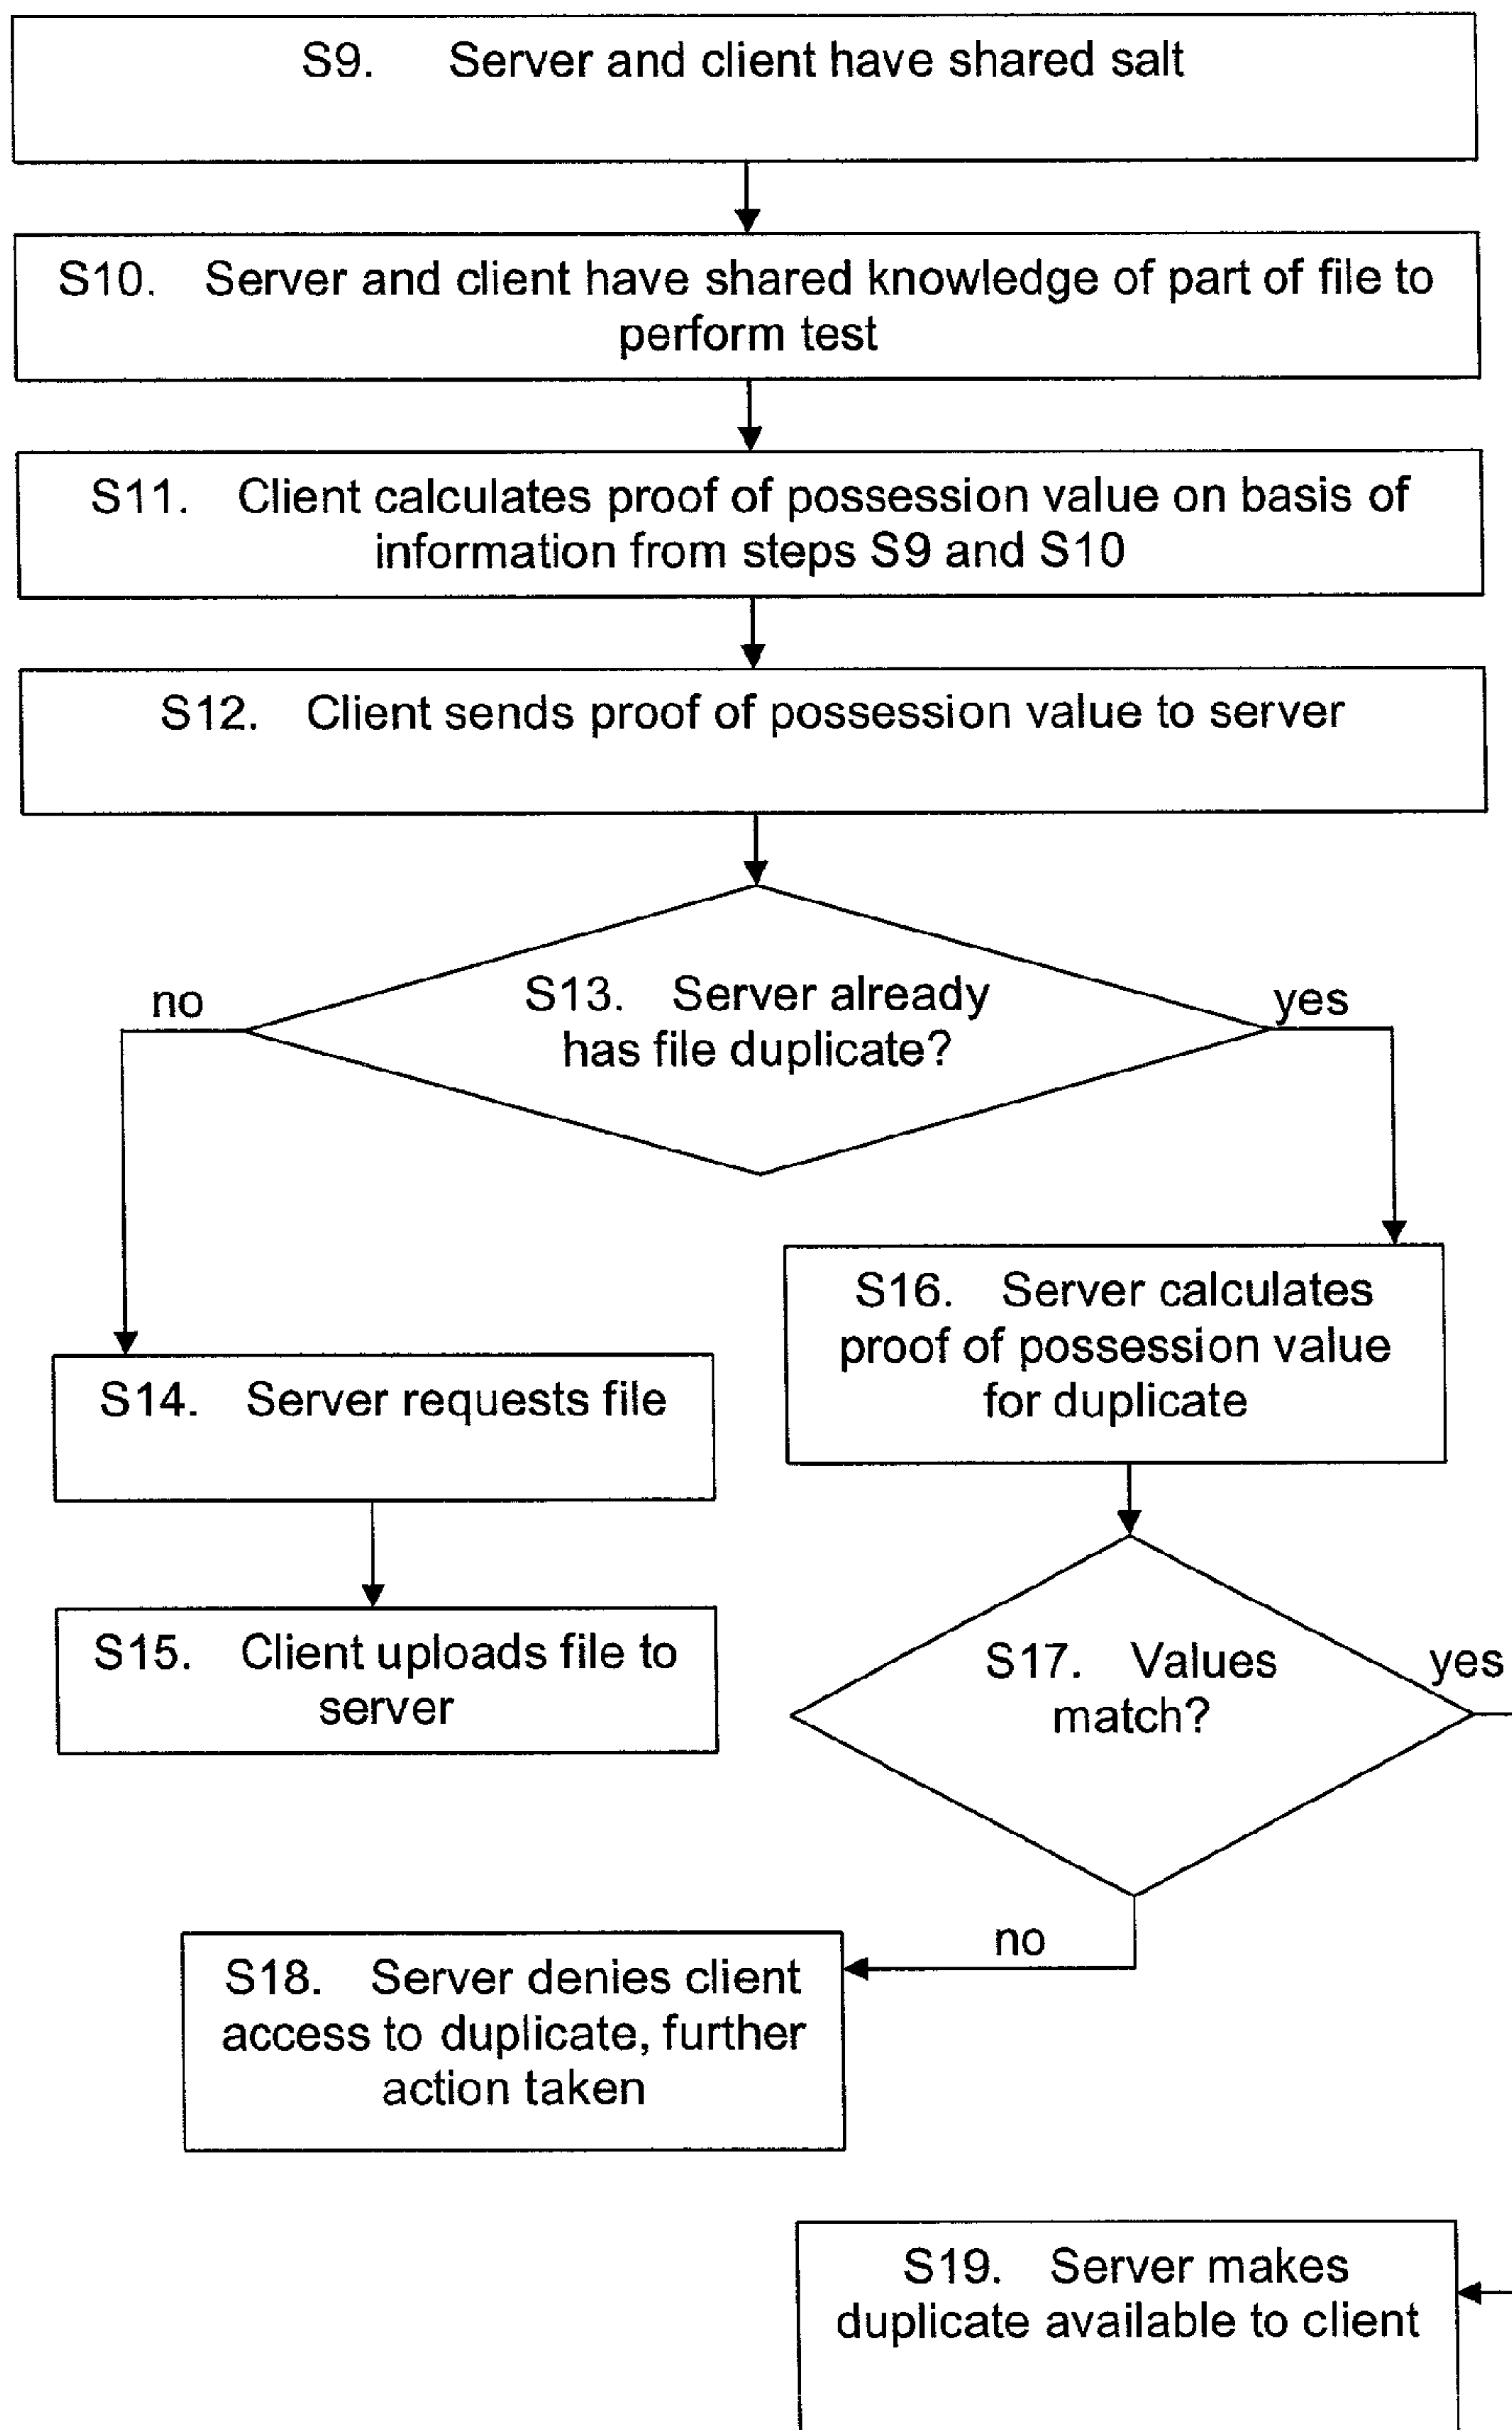 S9. Server and client have shared salt
S10. Server and client have shared knowledge of part of file to
perform test
S11. Client calculates proof of possession value on basis of
information from steps S9 and S10
S12. Client sends proof of possession value to server
S13. Server already
has file duplicate?
no
yes
S14. Server requests file
S15. Client uploads file to
server
S16. Server calculates
proof of possession value
for duplicate
S17. Values
match?
yes
no
S18. Server denies client
access to duplicate, further
action taken
S19. Server makes
duplicate available to client